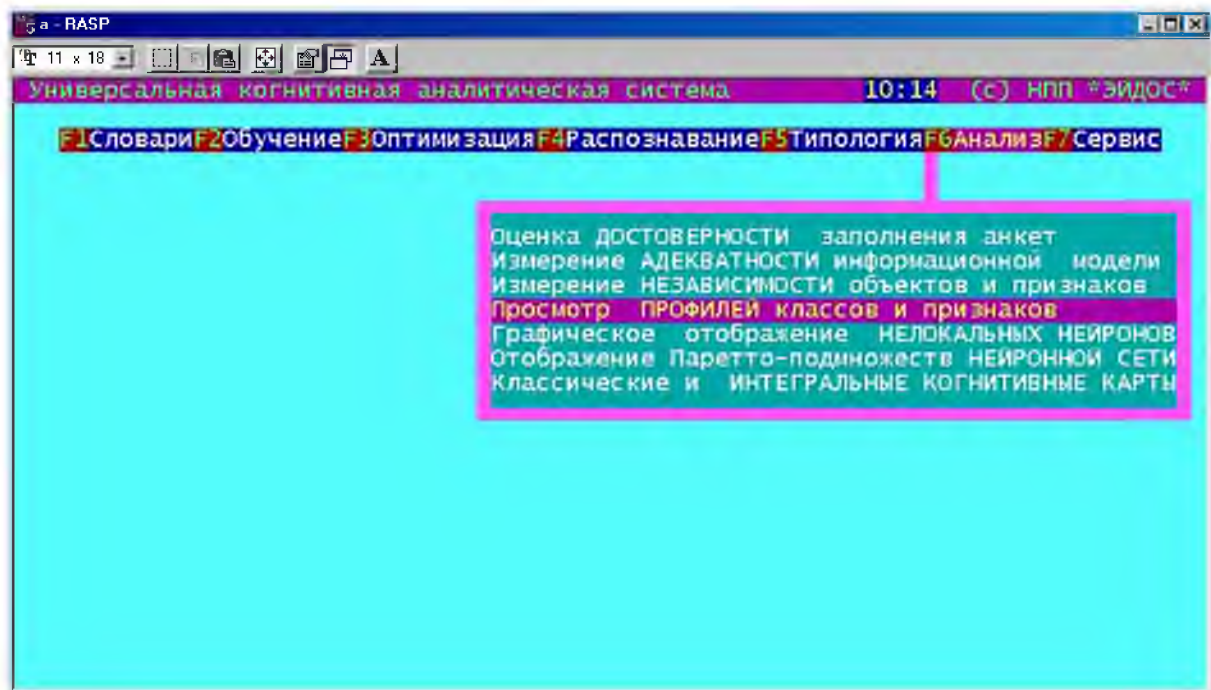 a - RASP
11 x 18 A
Универсальная когнитивная аналитическая система 10:14 (c) НПП *ЭЙДОС*
F1Словари F2Обучение F3Оптимизация F4Распознавание F5Типология F6Анализ F7Сервис
Оценка ДОСТОВЕРНОСТИ заполнения анкет
Измерение АДЕКВАТНОСТИ информационной модели
Измерение НЕЗАВИСИМОСТИ объектов и признаков
Просмотр ПРОФИЛЕЙ классов и признаков
Графическое отображение НЕЛОКАЛЬНЫХ НЕЙРОНОВ
Отображение Паретто-подмножеств НЕЙРОННОЙ СЕТИ
Классические и ИНТЕГРАЛЬНЫЕ КОГНИТИВНЫЕ КАРТЫ